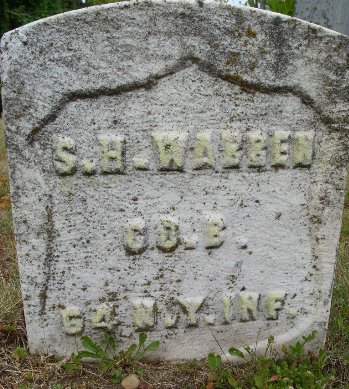 S.H. WARREN
CO. E.
64 N.Y. INF.